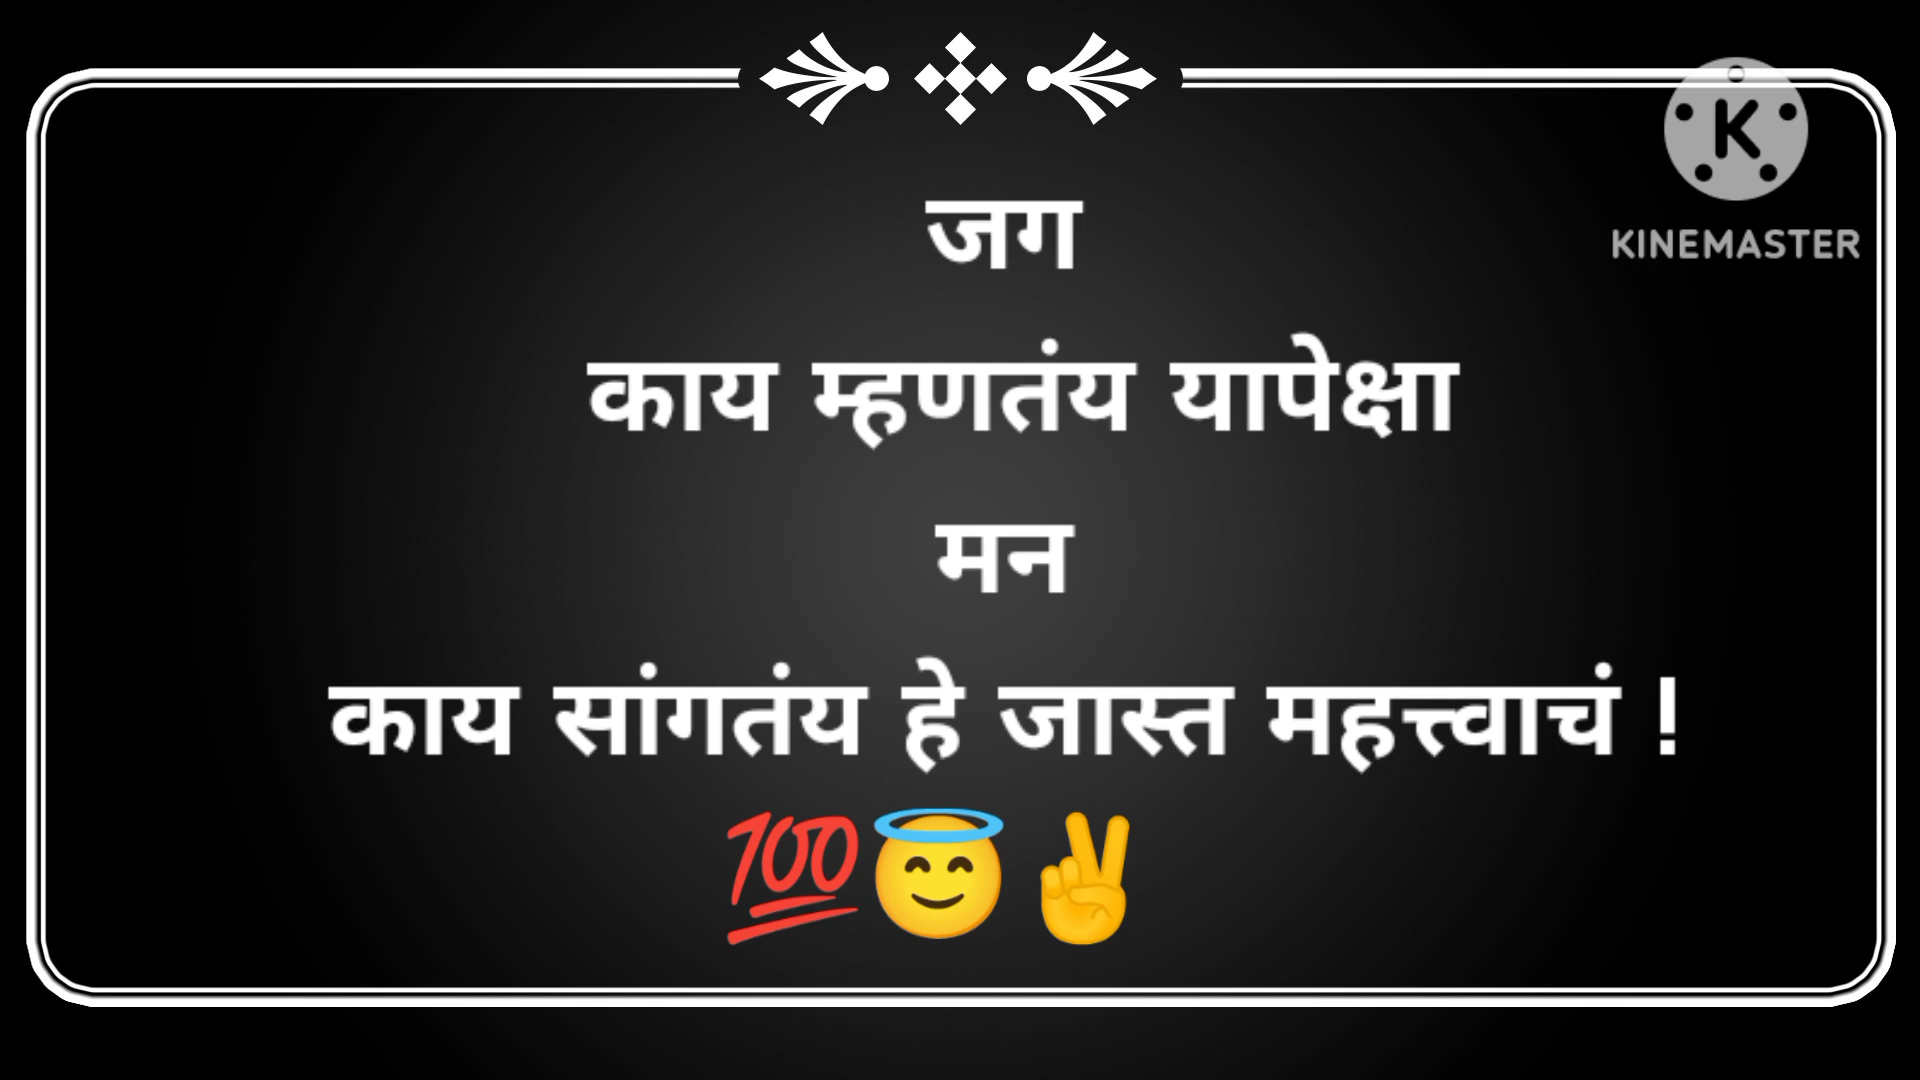 जग
काय म्हणतंय यापेक्षा
मन
काय सांगतंय हे जास्त महत्त्वाचं !
💯😇✌️
K
KINEMASTER